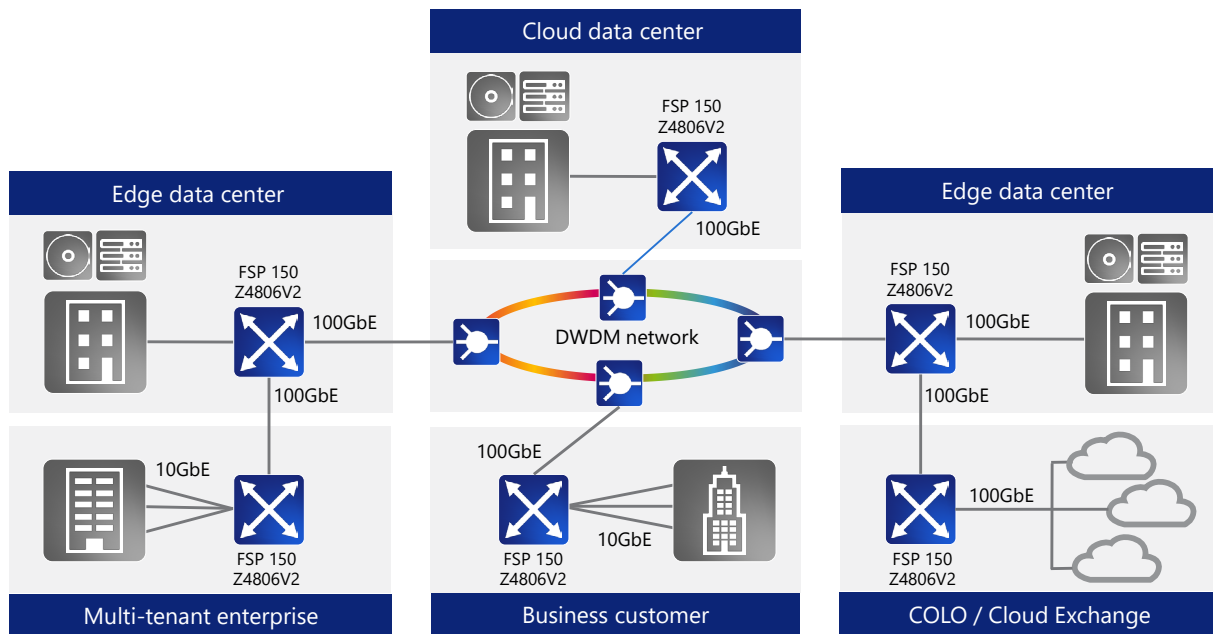 Cloud data center
FSP 150
Z4806V2
100GbE
Edge data center
FSP 150
Z4806V2
100GbE
100GbE
DWDM network
Edge data center
FSP 150
Z4806V2
100GbE
100GbE
10GbE
FSP 150
Z4806V2
Multi-tenant enterprise
100GbE
10GbE
FSP 150
Z4806V2
Business customer
100GbE
FSP 150
Z4806V2
COLO / Cloud Exchange